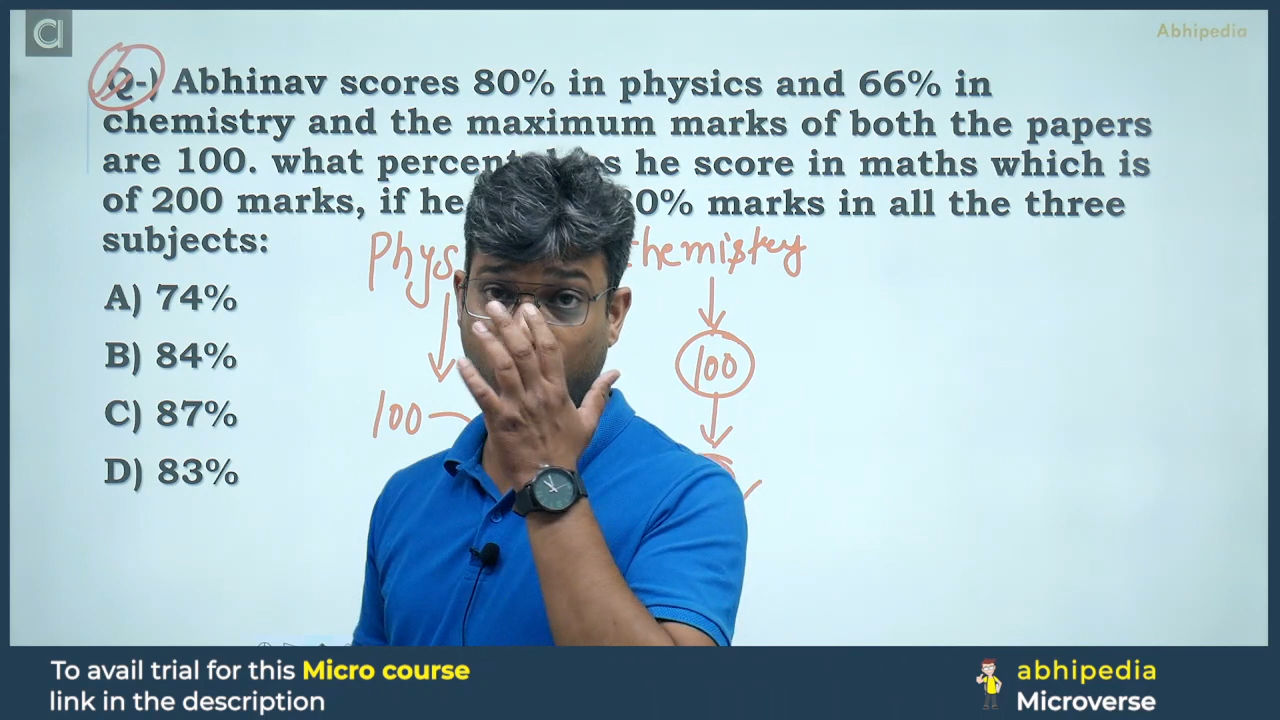 Abhipedia
Q-) Abhinav scores 80% in physics and 66% in
chemistry and the maximum marks of both the papers
are 100. what percent he score in maths which is
of 200 marks, if he 0% marks in all the three
subjects:
Phys chemistry
A) 74%
100
B) 84%
100
C) 87%
D) 83%
To avail trial for this Micro course
link in the description
abhipedia
Microverse